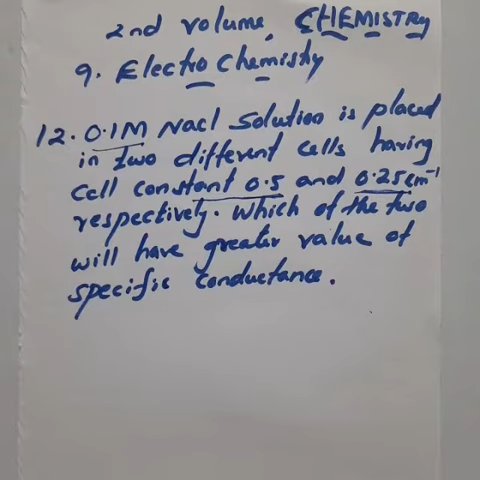 2nd volume, CHEMISTRy
9. Electro Chemistry
12. 0.1M Nacl Solution is placed
in two different cells having
cell constant 0.5 and 0.25cm⁻¹
respectively. Which of the two
will have greater value of
specific conductance.